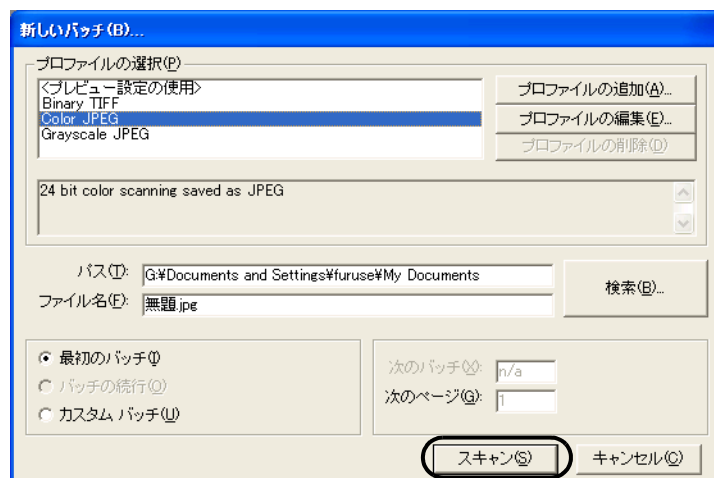 新しいバッチ(B)...
プロファイルの選択(P)
<プレビュー設定の使用>
Binary TIFF
Color JPEG
Grayscale JPEG
プロファイルの追加(A)...
プロファイルの編集(E)...
プロファイルの削除(D)
24 bit color scanning saved as JPEG
パス(T):
G:¥Documents and Settings¥furuse¥My Documents
ファイル名(F):
無題.jpg
検索(B)...
最初のバッチ(I)
バッチの続行(O)
カスタム バッチ(U)
次のバッチ(X):
n/a
次のページ(G):
1
スキャン(S)
キャンセル(C)